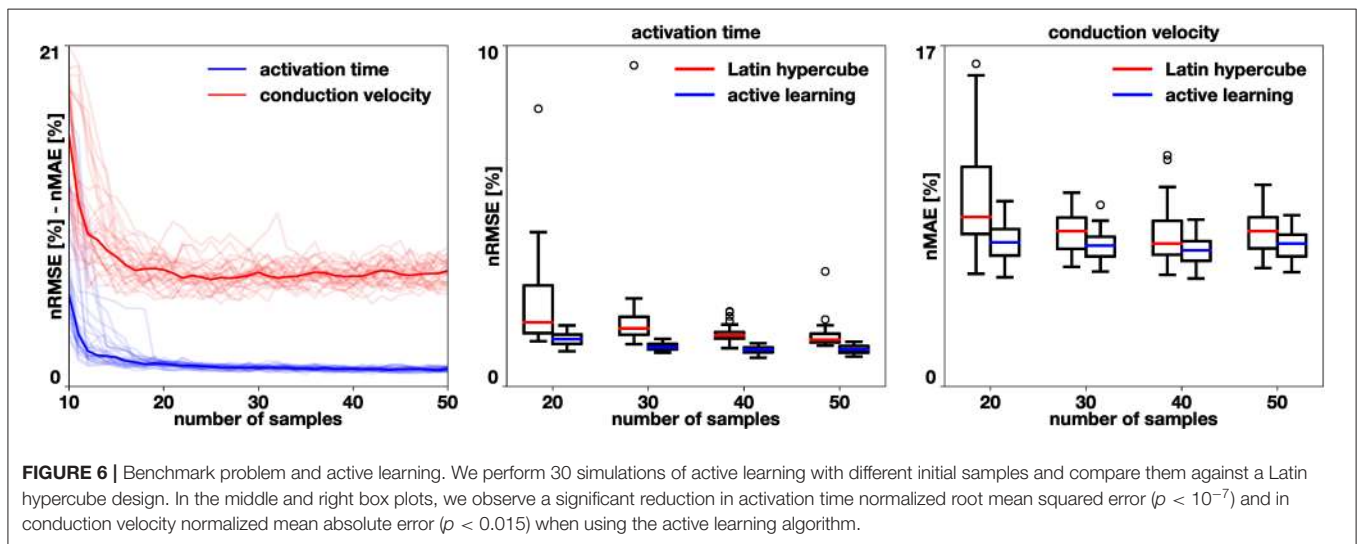 21
activation time
conduction velocity
nRMSE [%] - nMAE [%]
0
10
20
30
40
50
number of samples
activation time
10
Latin hypercube
active learning
nRMSE [%]
0
20
30
40
50
number of samples
conduction velocity
17
Latin hypercube
active learning
nMAE [%]
0
20
30
40
50
number of samples
FIGURE 6 | Benchmark problem and active learning. We perform 30 simulations of active learning with different initial samples and compare them against a Latin
hypercube design. In the middle and right box plots, we observe a significant reduction in activation time normalized root mean squared error (p < 10⁻⁷) and in
conduction velocity normalized mean absolute error (p < 0.015) when using the active learning algorithm.